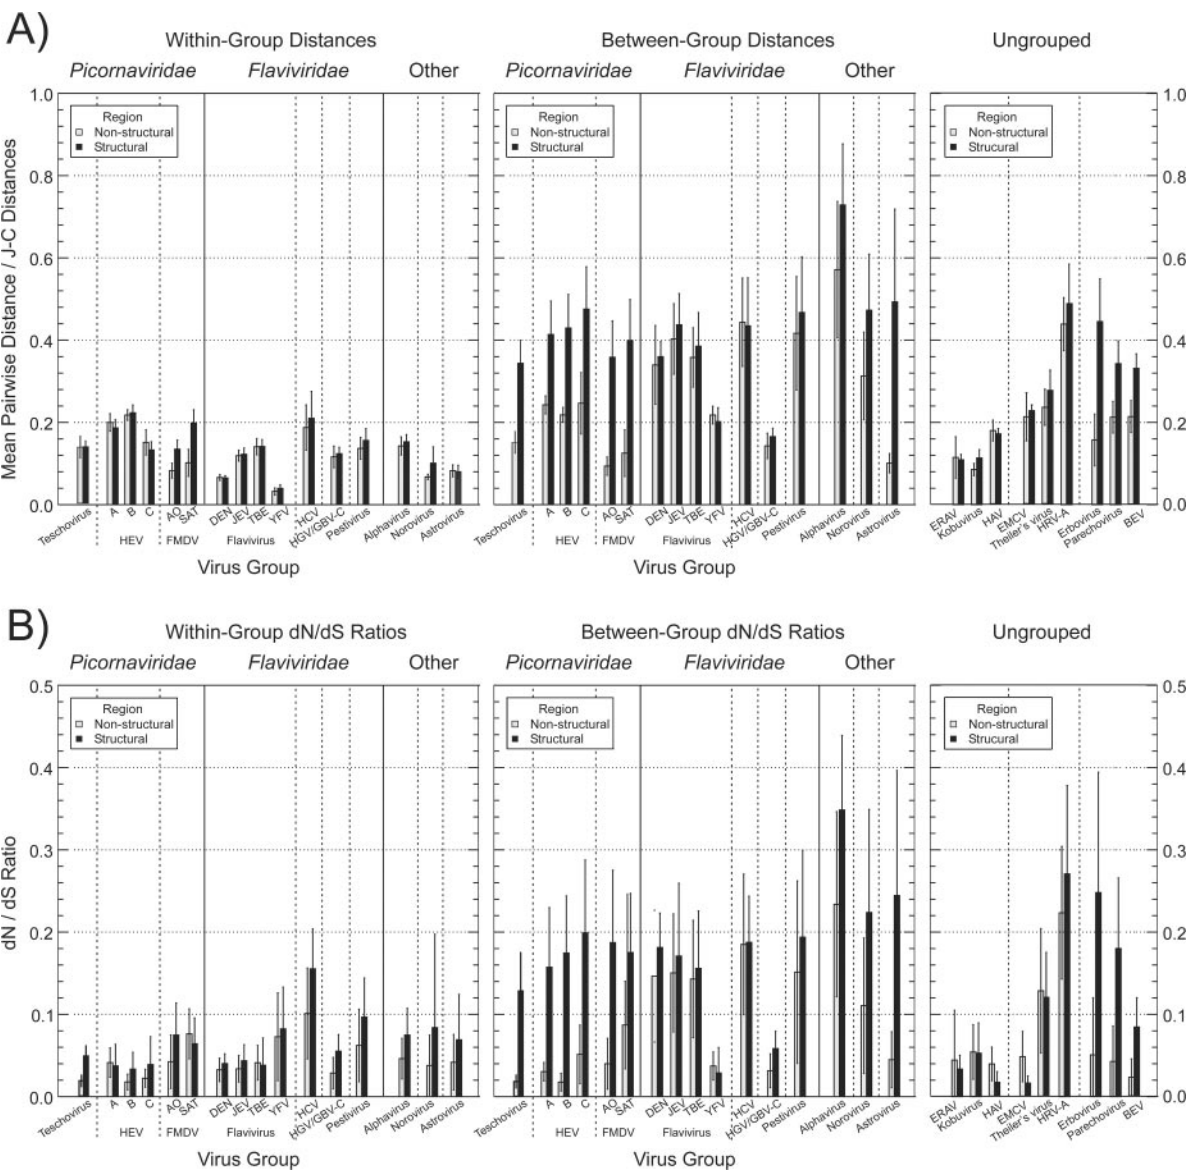 A)
Within-Group Distances
Between-Group Distances
Ungrouped
Picornaviridae
Flaviviridae
Other
Picornaviridae
Flaviviridae
Other
Mean Pairwise Distance / J-C Distances
1.0
0.8
0.6
0.4
0.2
0.0
Region
Non-structural
Structural
Region
Non-structural
Structural
Region
Non-structural
Strucural
1.0
0.8
0.6
0.4
0.2
0.0
Teschovirus
A
B
C
AO
SAT
DEN
JEV
TBE
YFV
HCV
HGV/GBV-C
Pestivirus
Alphavirus
Norovirus
Astrovirus
HEV
FMDV
Flavivirus
Virus Group
Teschovirus
A
B
C
AO
SAT
DEN
JEV
TBE
YFV
HCV
HGV/GBV-C
Pestivirus
Alphavirus
Norovirus
Astrovirus
HEV
FMDV
Flavivirus
Virus Group
ERAV
Kobuvirus
HAV
EMCV
Theiler's virus
HRV-A
Erbovirus
Parechovirus
BEV
B)
Within-Group dN/dS Ratios
Between-Group dN/dS Ratios
Ungrouped
Picornaviridae
Flaviviridae
Other
Picornaviridae
Flaviviridae
Other
dN / dS Ratio
0.5
0.4
0.3
0.2
0.1
0.0
Region
Non-structural
Structural
Region
Non-structural
Structural
Region
Non-structural
Strucural
0.5
0.4
0.3
0.2
0.1
0.0
Teschovirus
A
B
C
AO
SAT
DEN
JEV
TBE
YFV
HCV
HGV/GBV-C
Pestivirus
Alphavirus
Norovirus
Astrovirus
HEV
FMDV
Flavivirus
Virus Group
Teschovirus
A
B
C
AO
SAT
DEN
JEV
TBE
YFV
HCV
HGV/GBV-C
Pestivirus
Alphavirus
Norovirus
Astrovirus
HEV
FMDV
Flavivirus
Virus Group
ERAV
Kobuvirus
HAV
EMCV
Theiler's virus
HRV-A
Erbovirus
Parechovirus
BEV